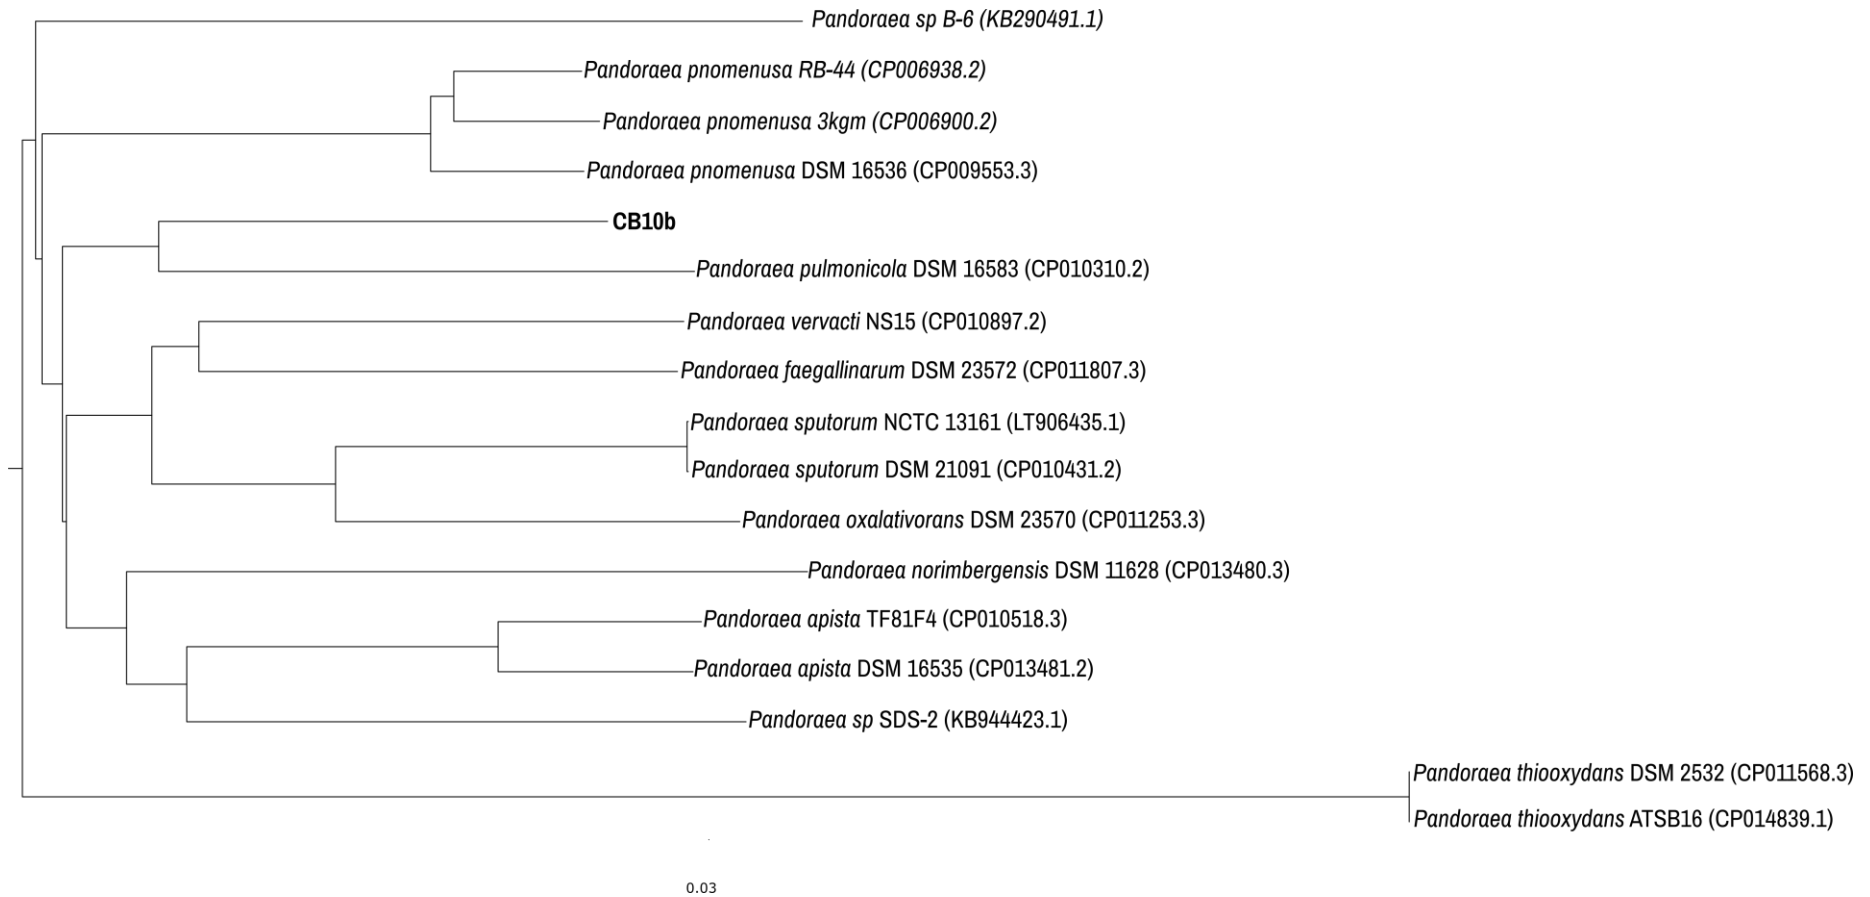 Pandoraea sp B-6 (KB290491.1)
Pandoraea pnomenusa RB-44 (CP006938.2)
Pandoraea pnomenusa 3kgm (CP006900.2)
Pandoraea pnomenusa DSM 16536 (CP009553.3)
CB10b
Pandoraea pulmonicola DSM 16583 (CP010310.2)
Pandoraea vervacti NS15 (CP010897.2)
Pandoraea faegallinarum DSM 23572 (CP011807.3)
Pandoraea sputorum NCTC 13161 (LT906435.1)
Pandoraea sputorum DSM 21091 (CP010431.2)
Pandoraea oxalativorans DSM 23570 (CP011253.3)
Pandoraea norimbergensis DSM 11628 (CP013480.3)
Pandoraea apista TF81F4 (CP010518.3)
Pandoraea apista DSM 16535 (CP013481.2)
Pandoraea sp SDS-2 (KB944423.1)
Pandoraea thiooxydans DSM 2532 (CP011568.3)
Pandoraea thiooxydans ATSB16 (CP014839.1)
0.03